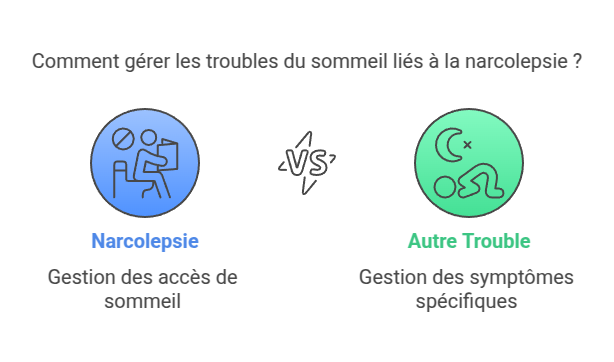 Comment gérer les troubles du sommeil liés à la narcolepsie ?
VS
Narcolepsie
Autre Trouble
Gestion des accès de
sommeil
Gestion des symptômes
spécifiques